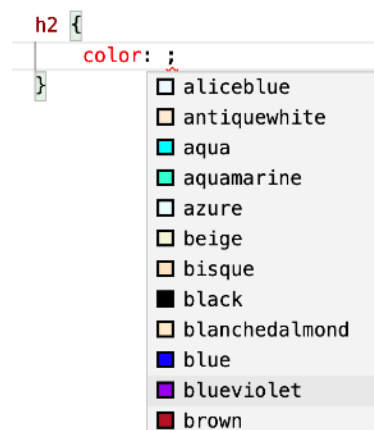 h2 {
color: ;
}
aliceblue
antiquewhite
aqua
aquamarine
azure
beige
bisque
black
blanchedalmond
blue
blueviolet
brown